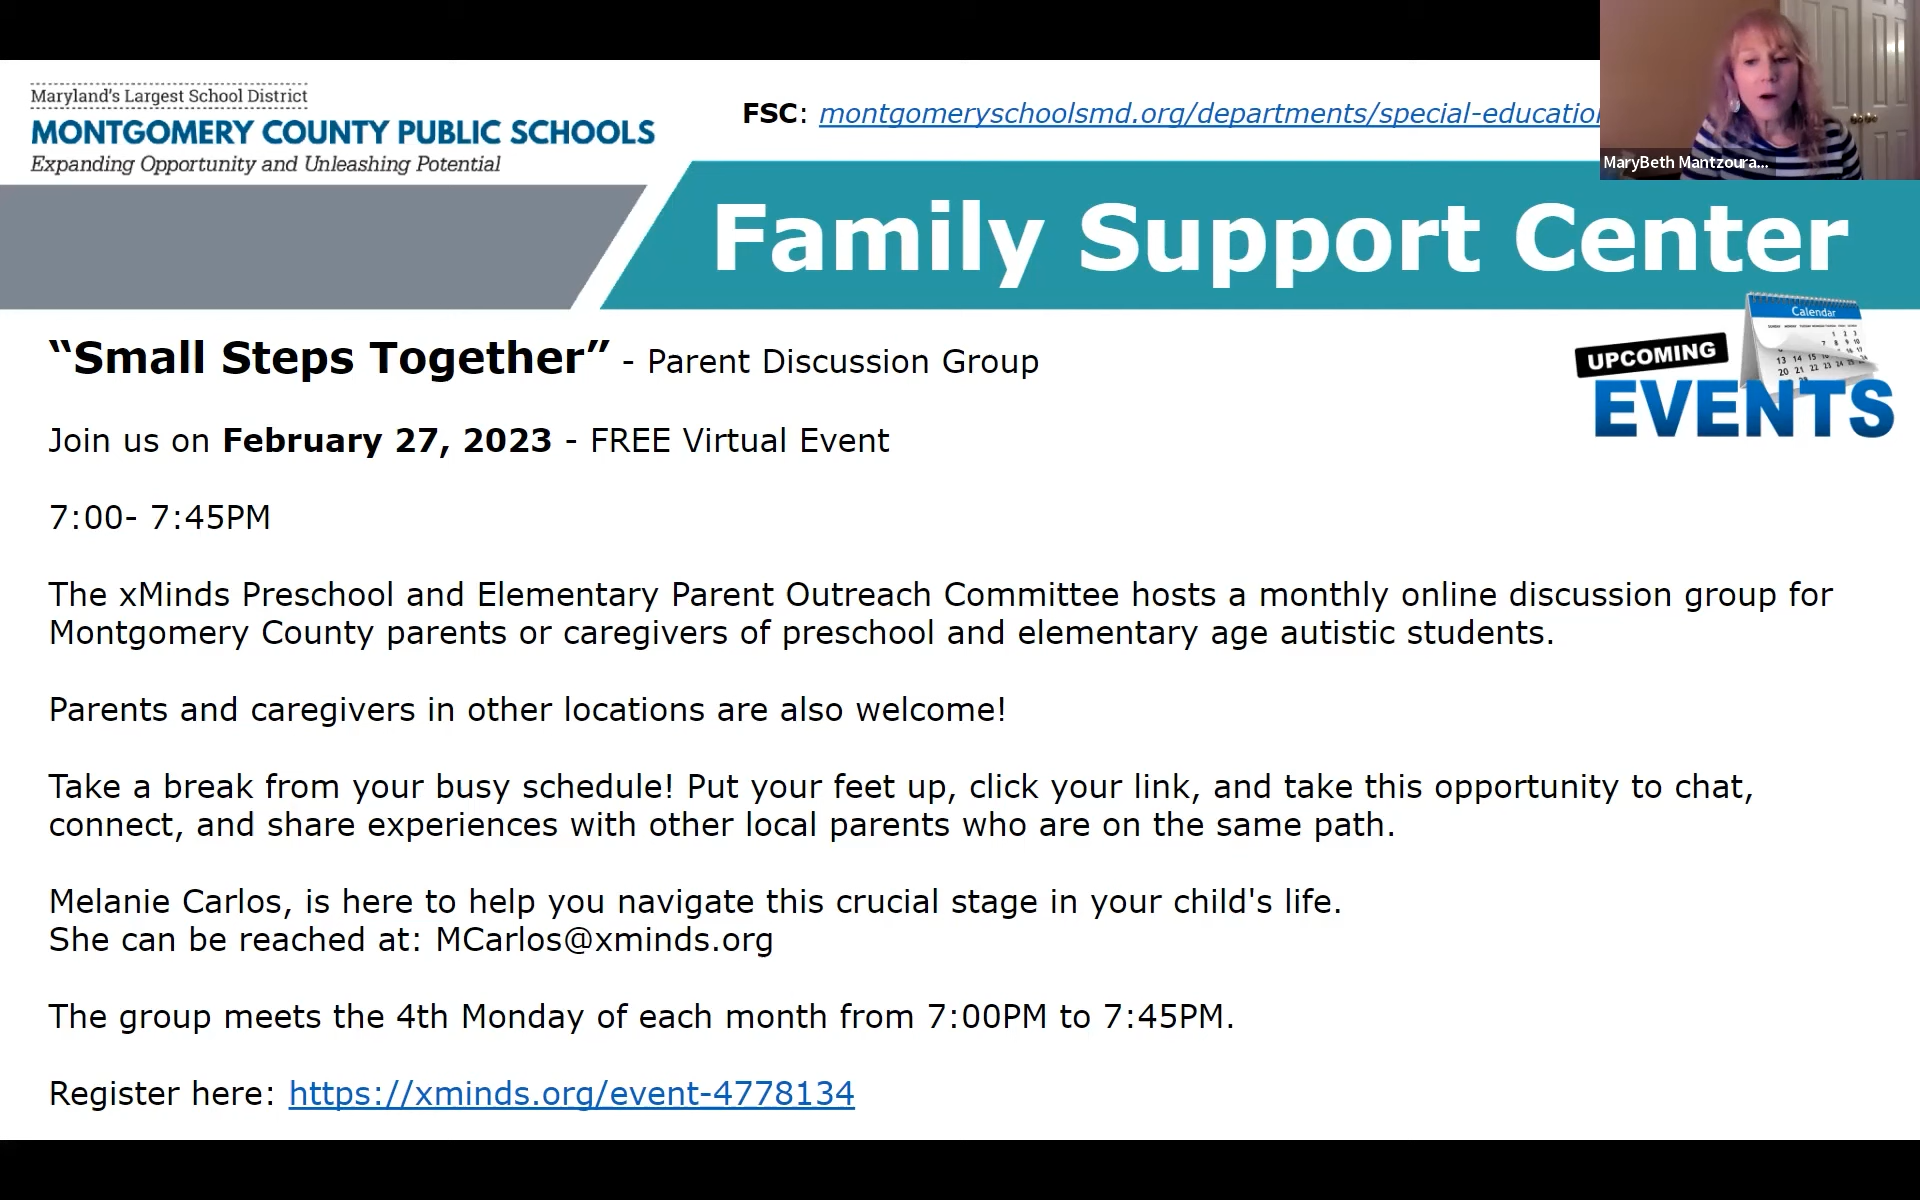 Maryland's Largest School District
MONTGOMERY COUNTY PUBLIC SCHOOLS
Expanding Opportunity and Unleashing Potential
FSC: montgomeryschoolsmd.org/departments/special-education
MaryBeth Mantzoura...
Family Support Center
Calendar
UPCOMING
EVENTS
“Small Steps Together” - Parent Discussion Group
Join us on February 27, 2023 - FREE Virtual Event
7:00- 7:45PM
The xMinds Preschool and Elementary Parent Outreach Committee hosts a monthly online discussion group for
Montgomery County parents or caregivers of preschool and elementary age autistic students.
Parents and caregivers in other locations are also welcome!
Take a break from your busy schedule! Put your feet up, click your link, and take this opportunity to chat,
connect, and share experiences with other local parents who are on the same path.
Melanie Carlos, is here to help you navigate this crucial stage in your child's life.
She can be reached at: MCarlos@xminds.org
The group meets the 4th Monday of each month from 7:00PM to 7:45PM.
Register here: https://xminds.org/event-4778134